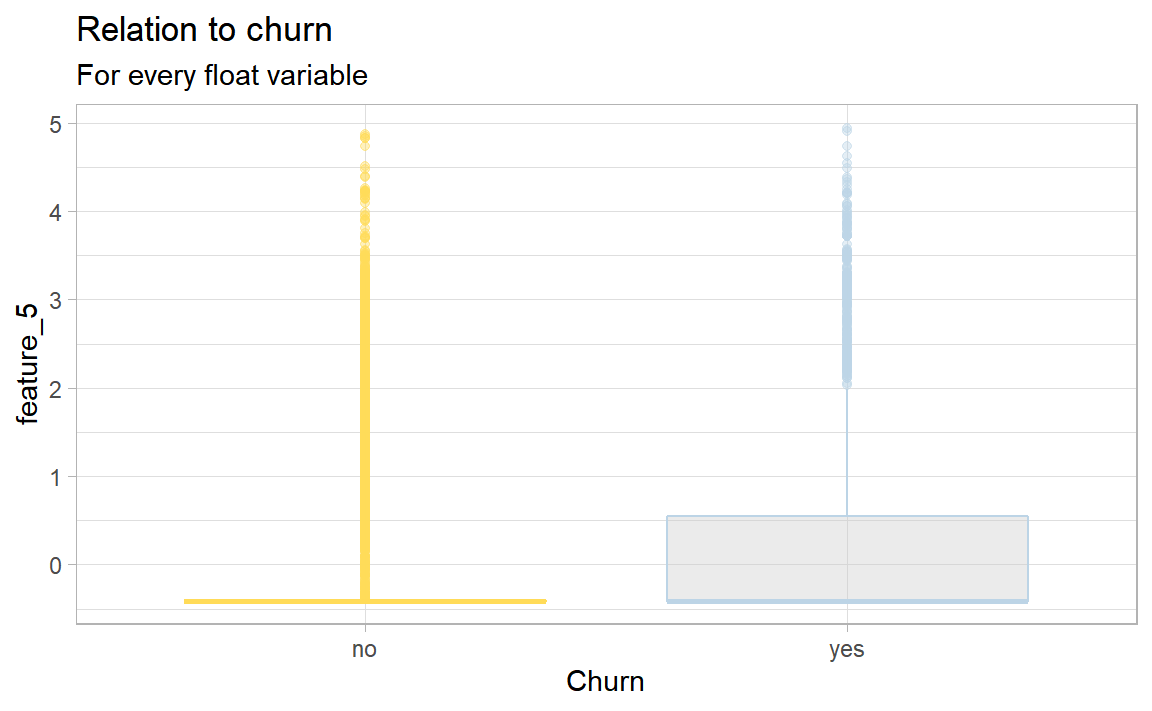 Relation to churn
For every float variable
5
4
3
2
1
0
feature_5
no
yes
Churn